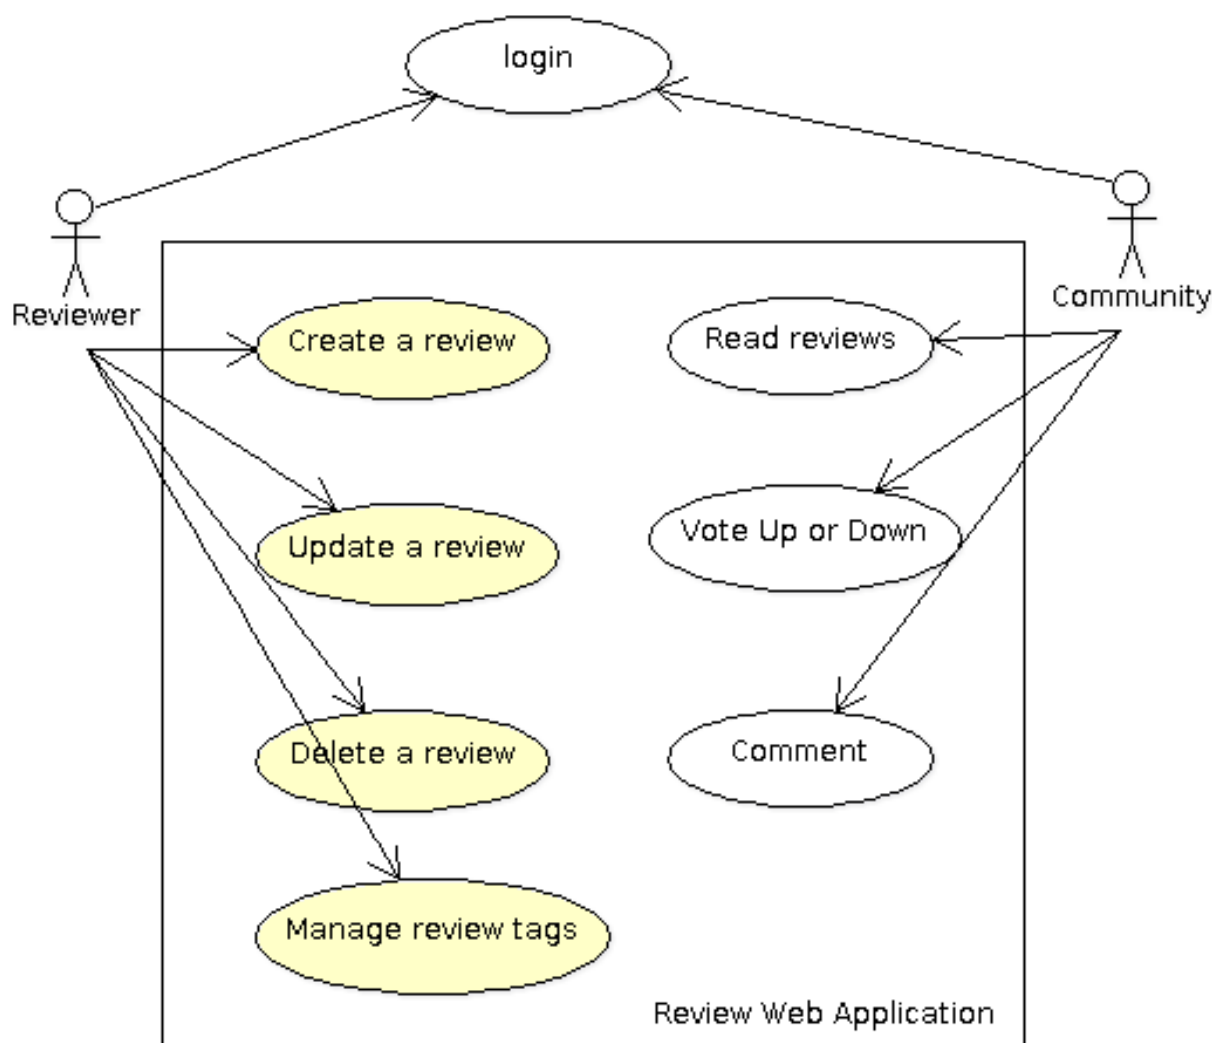 login
Reviewer
Community
Create a review
Read reviews
Update a review
Vote Up or Down
Delete a review
Comment
Manage review tags
Review Web Application